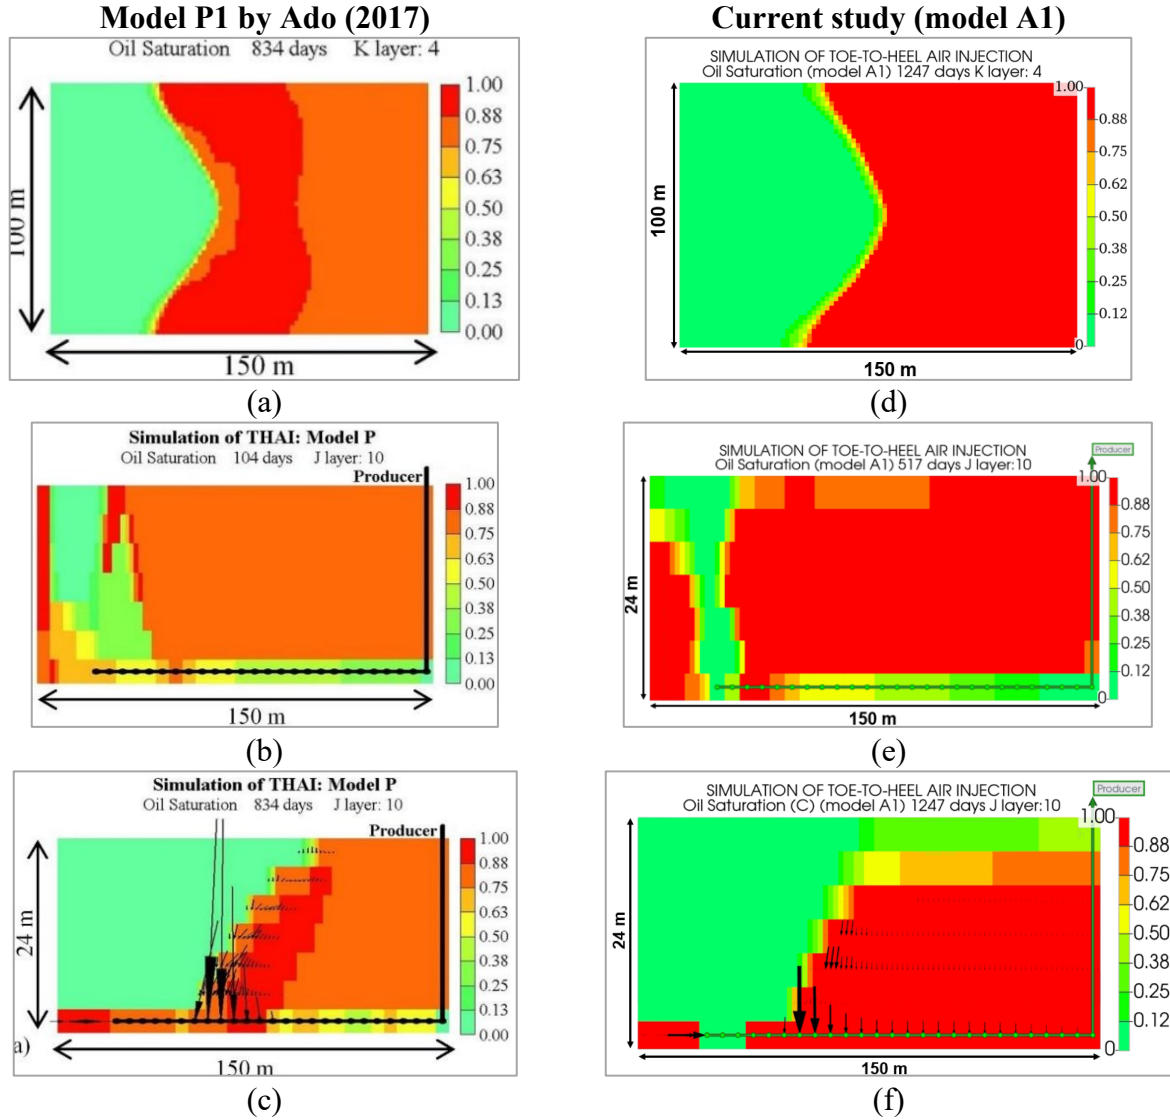 Model P1 by Ado (2017)
Oil Saturation 834 days K layer: 4
100 m
1.00
0.88
0.75
0.63
0.50
0.38
0.25
0.13
0.00
150 m
(a)
Current study (model A1)
SIMULATION OF TOE-TO-HEEL AIR INJECTION
Oil Saturation (model A1) 1247 days K layer: 4
100 m
1.00
0.88
0.75
0.62
0.50
0.38
0.25
0.12
0
150 m
(d)
Simulation of THAI: Model P
Oil Saturation 104 days J layer: 10
Producer
1.00
0.88
0.75
0.63
0.50
0.38
0.25
0.13
0.00
150 m
(b)
SIMULATION OF TOE-TO-HEEL AIR INJECTION
Oil Saturation (model A1) 517 days J layer:10
Producer
24 m
1.00
0.88
0.75
0.62
0.50
0.38
0.25
0.12
0
150 m
(e)
Simulation of THAI: Model P
Oil Saturation 834 days J layer: 10
Producer
24 m
1.00
0.88
0.75
0.63
0.50
0.38
0.25
0.13
0.00
a)
150 m
(c)
SIMULATION OF TOE-TO-HEEL AIR INJECTION
Oil Saturation (C) (model A1) 1247 days J layer:10
Producer
24 m
1.00
0.88
0.75
0.62
0.50
0.38
0.25
0.12
0
150 m
(f)